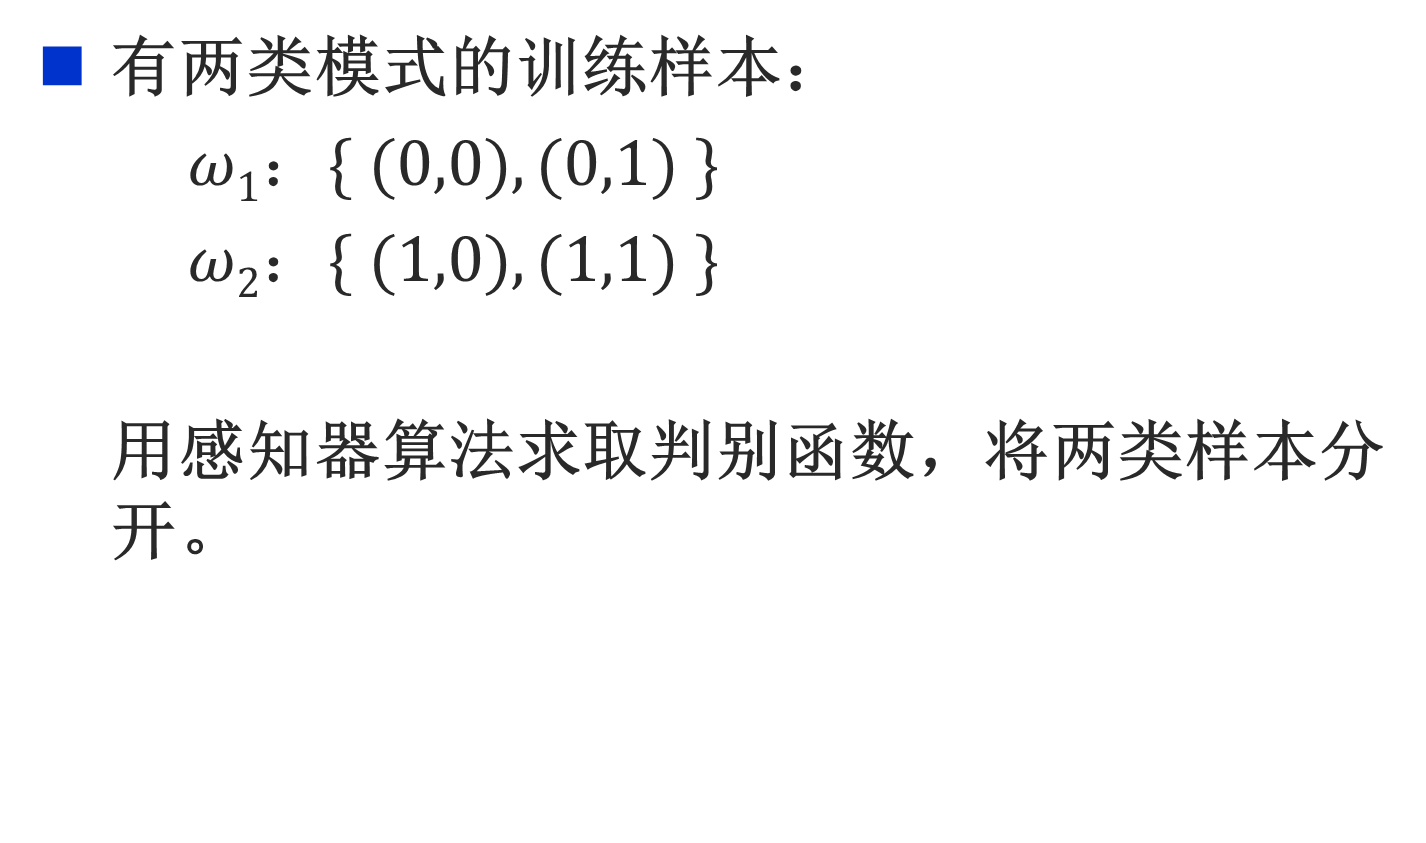 有两类模式的训练样本：
ω₁：{ (0,0), (0,1) }
ω₂：{ (1,0), (1,1) }
用感知器算法求取判别函数，将两类样本分
开。